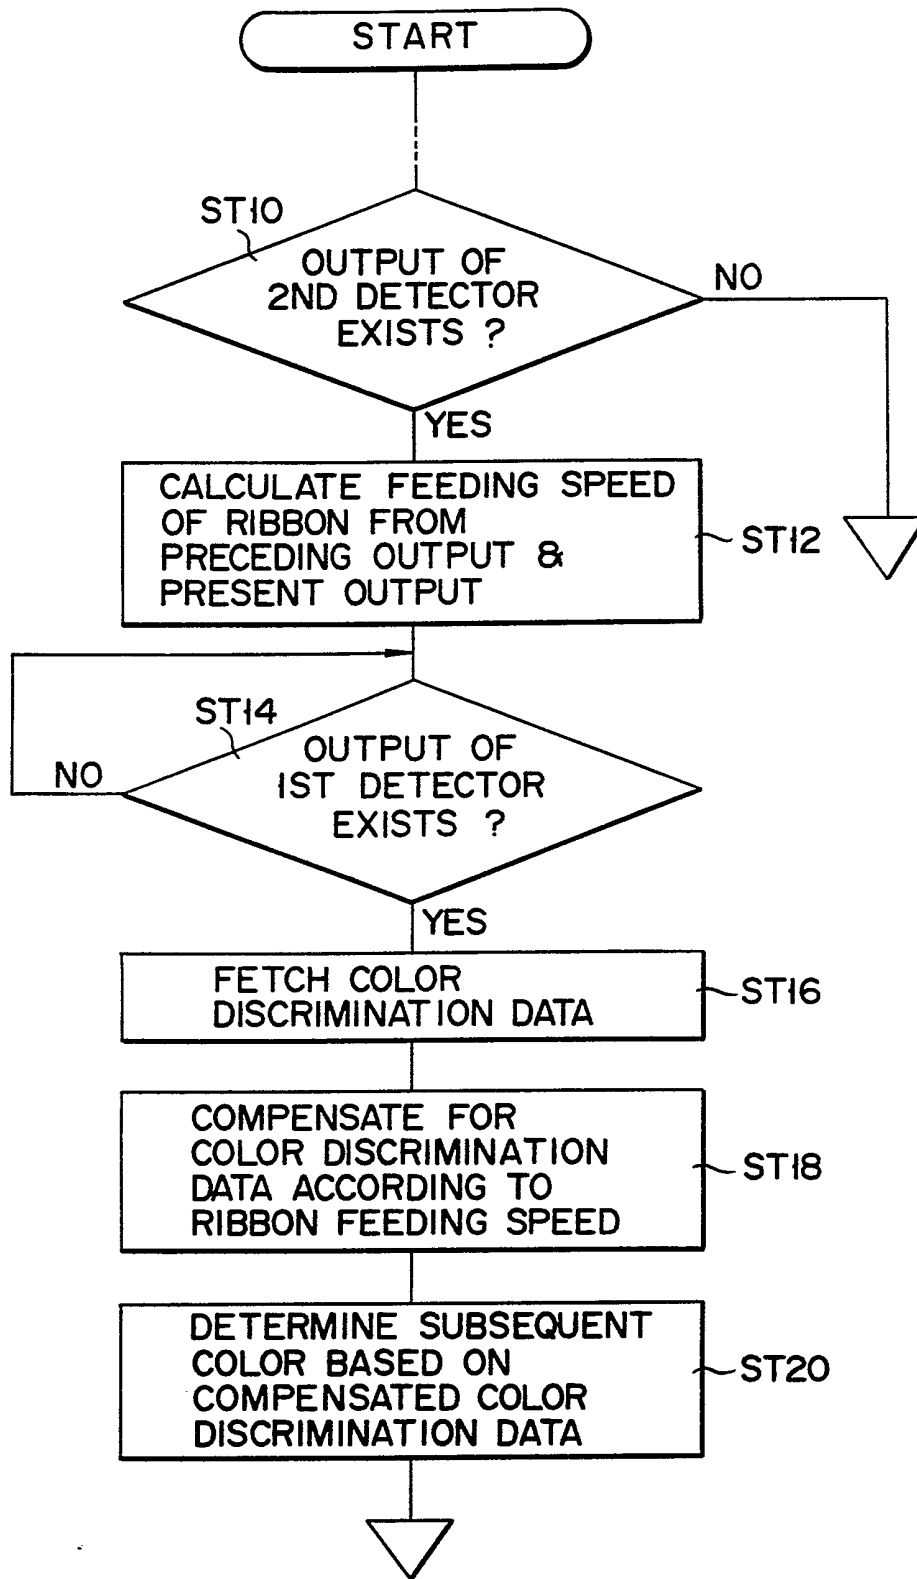 START
ST10
OUTPUT OF
2ND DETECTOR
EXISTS ?
NO
YES
CALCULATE FEEDING SPEED
OF RIBBON FROM
PRECEDING OUTPUT &
PRESENT OUTPUT
ST12
ST14
OUTPUT OF
1ST DETECTOR
EXISTS ?
NO
YES
FETCH COLOR
DISCRIMINATION DATA
ST16
COMPENSATE FOR
COLOR DISCRIMINATION
DATA ACCORDING TO
RIBBON FEEDING SPEED
ST18
DETERMINE SUBSEQUENT
COLOR BASED ON
COMPENSATED COLOR
DISCRIMINATION DATA
ST20